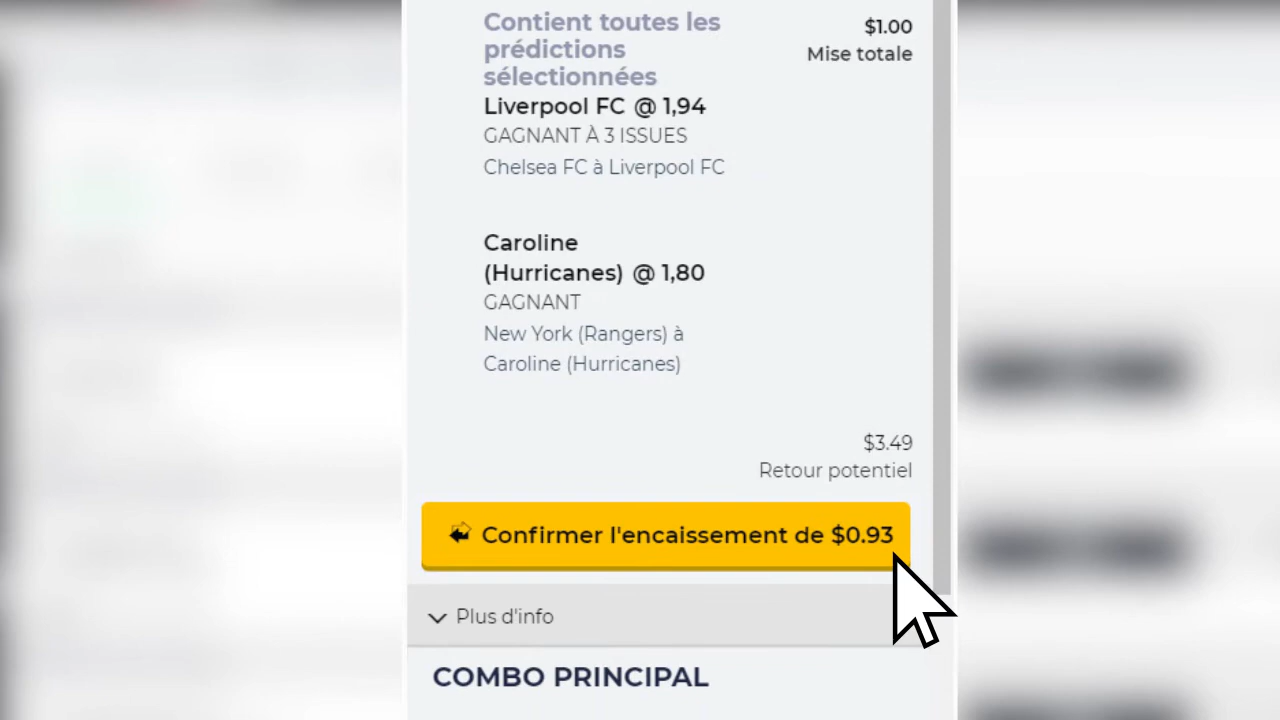 Contient toutes les
prédictions
sélectionnées
$1.00
Mise totale
Liverpool FC @ 1,94
GAGNANT À 3 ISSUES
Chelsea FC à Liverpool FC
Caroline
(Hurricanes) @ 1,80
GAGNANT
New York (Rangers) à
Caroline (Hurricanes)
$3.49
Retour potentiel
Confirmer l'encaissement de $0.93
Plus d'info
COMBO PRINCIPAL